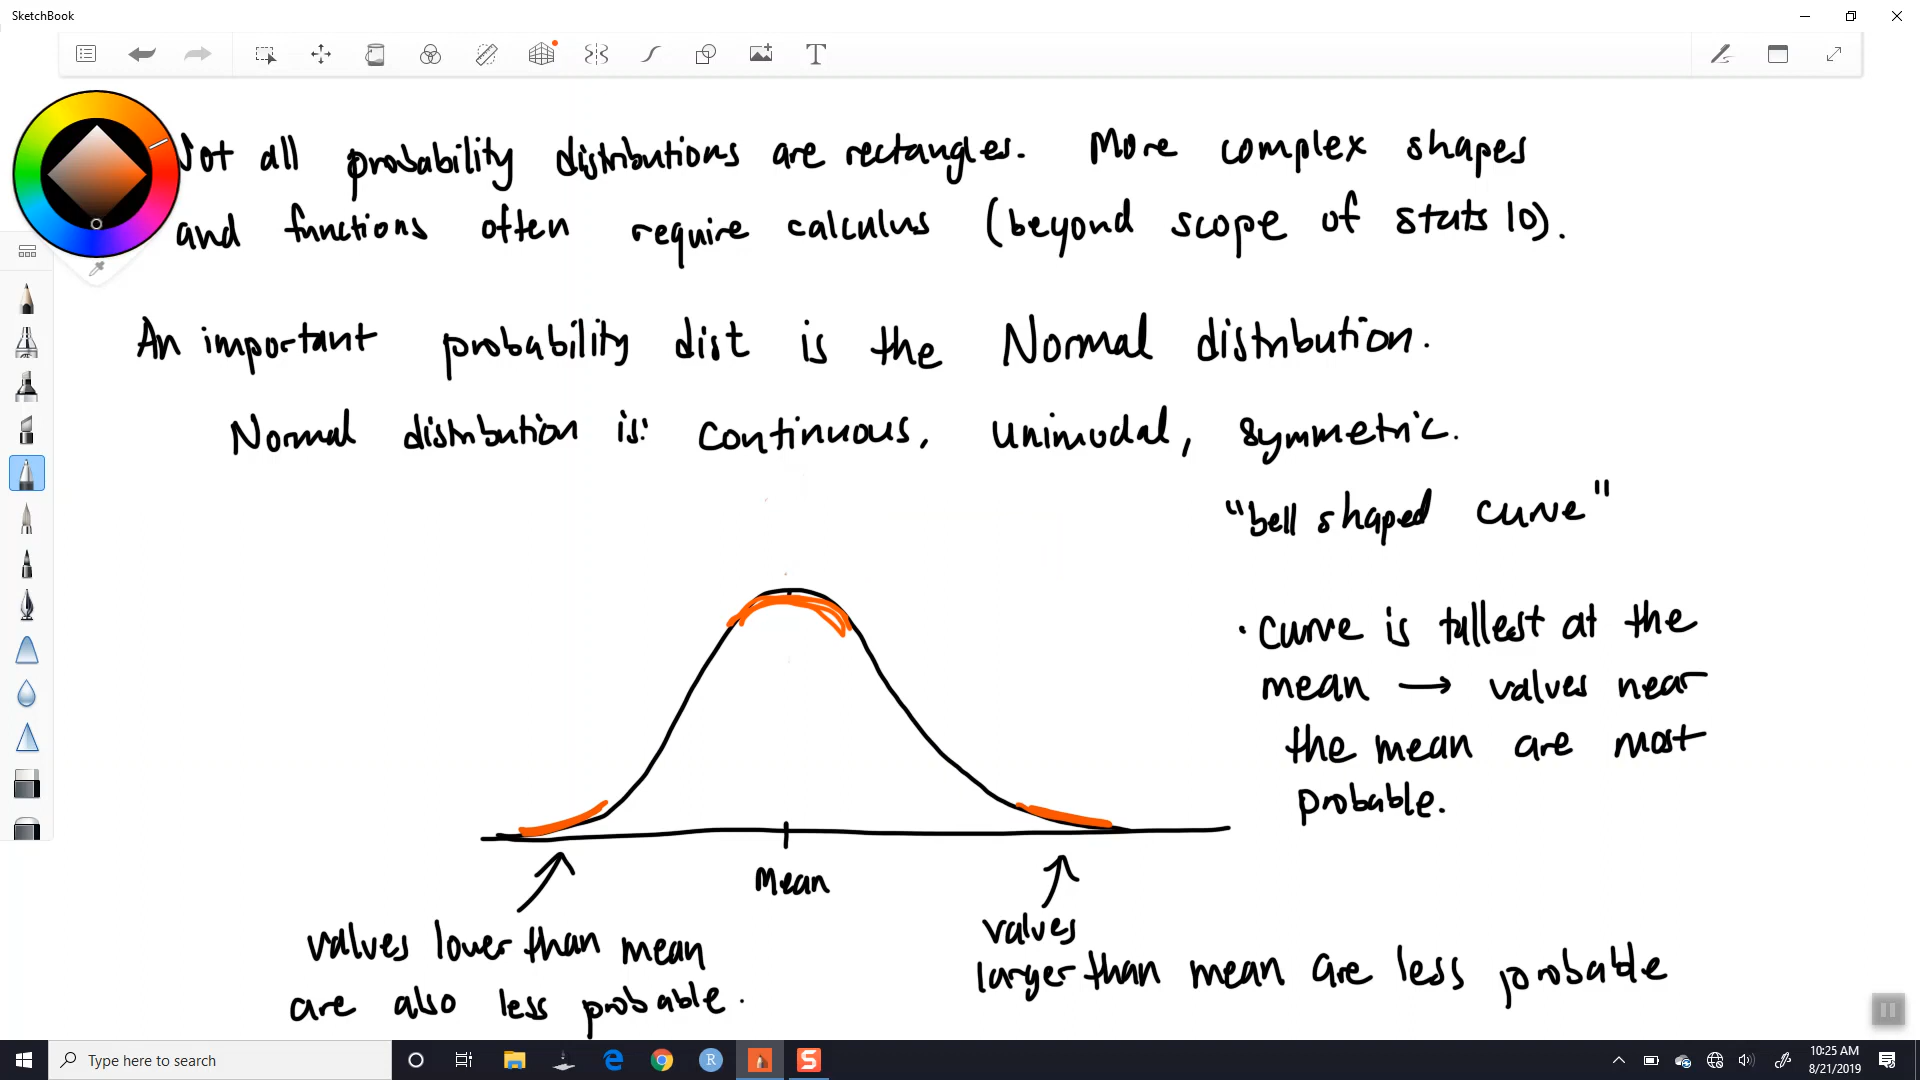 SketchBook
Not all probability distributions are rectangles. More complex shapes
and functions often require calculus (beyond scope of stats 10).
An important probability dist is the Normal distribution.
Normal distribution is: continuous, unimodal, symmetric.
"bell shaped curve"
• curve is tallest at the
mean → values near
the mean are most
probable.
Mean
values lower than mean
are also less probable.
values
larger than mean are less probable
Type here to search
10:25 AM
8/21/2019